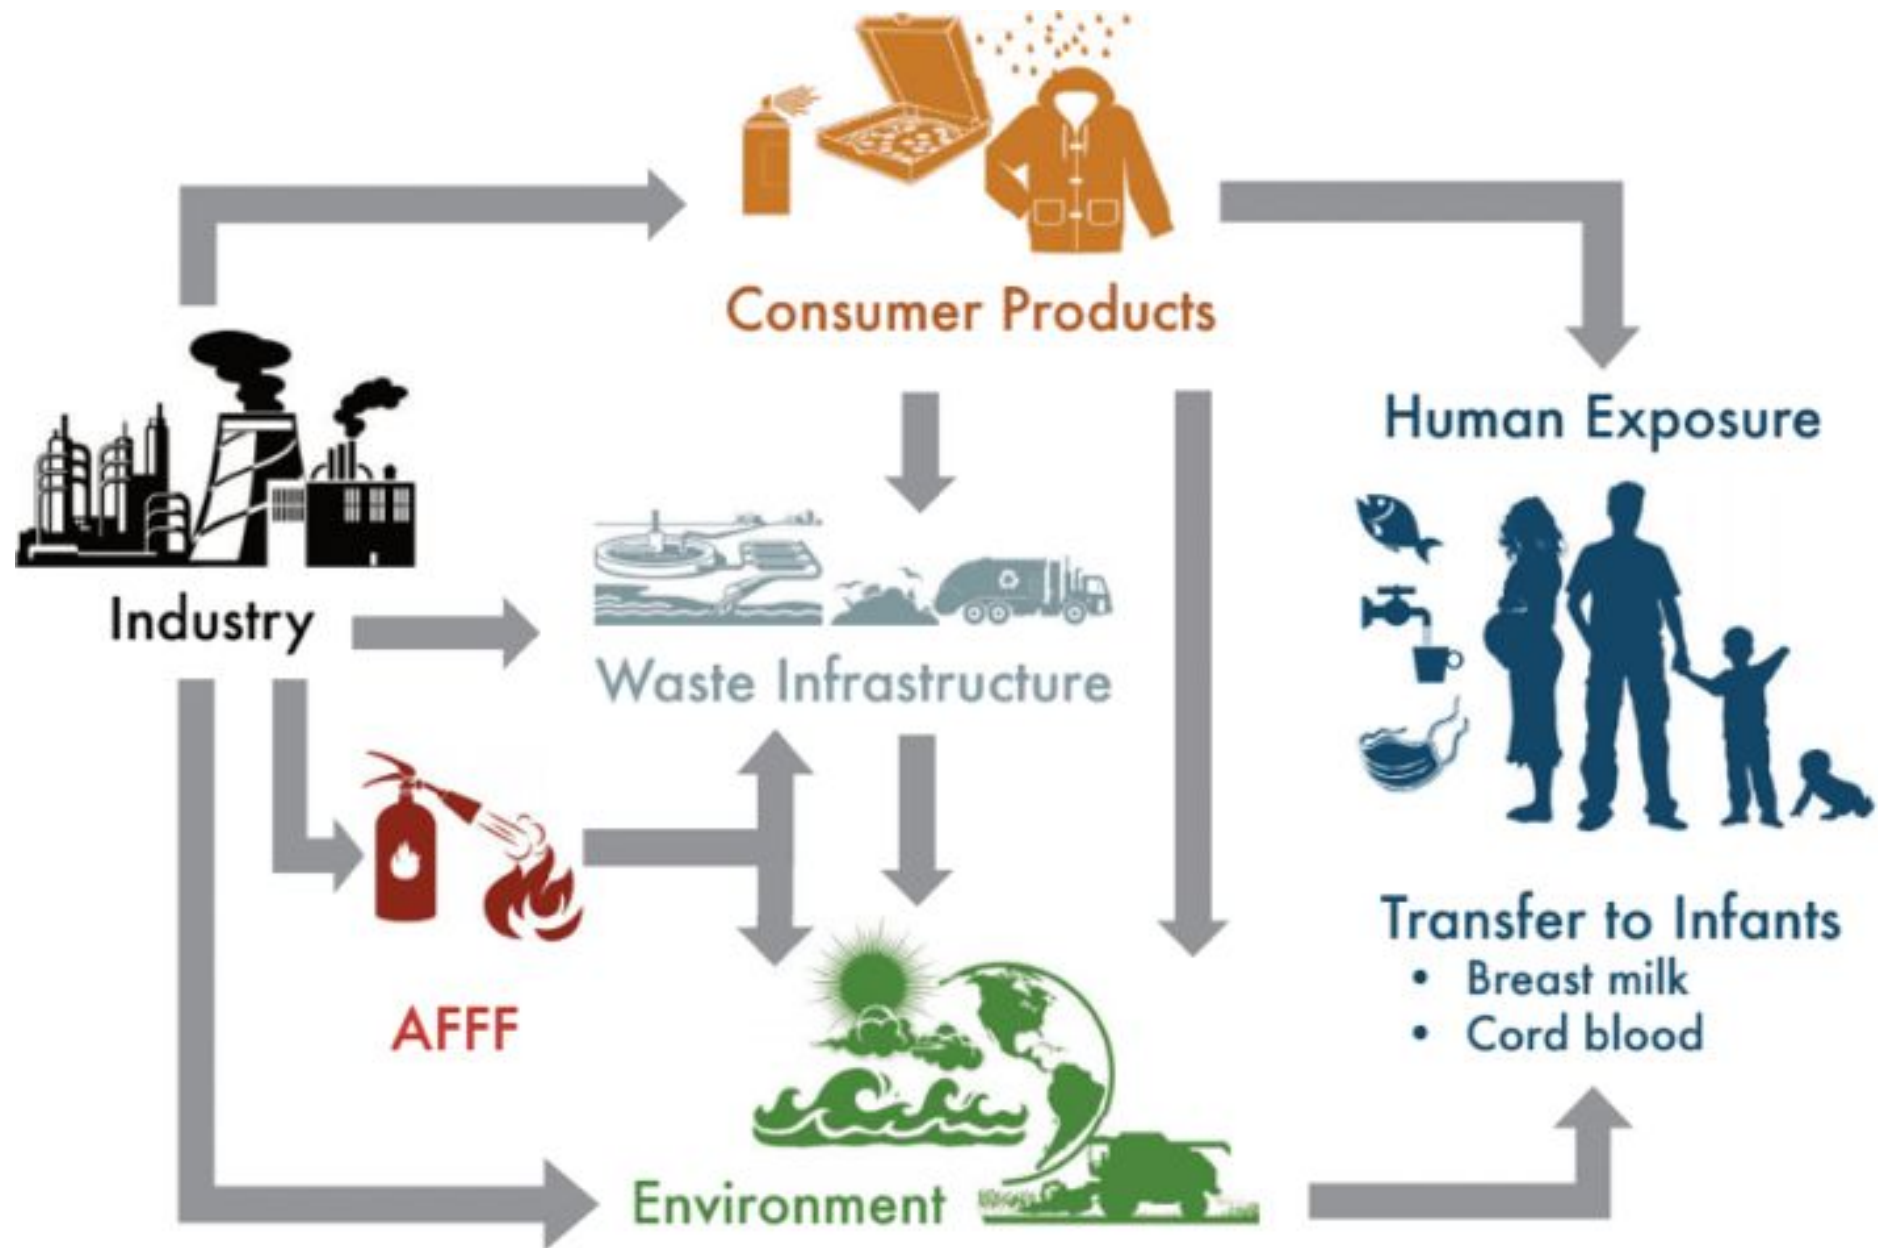 Consumer Products
Human Exposure
Industry
Waste Infrastructure
Transfer to Infants
• Breast milk
• Cord blood
AFFF
Environment